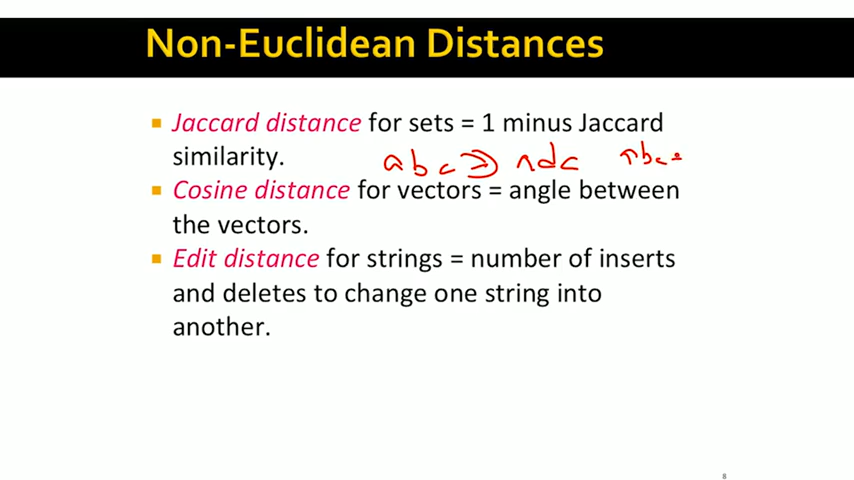 Non-Euclidean Distances
▪ Jaccard distance for sets = 1 minus Jaccard
similarity.
abc
▪ Cosine distance for vectors = angle between
the vectors.
▪ Edit distance for strings = number of inserts
and deletes to change one string into
another.
8